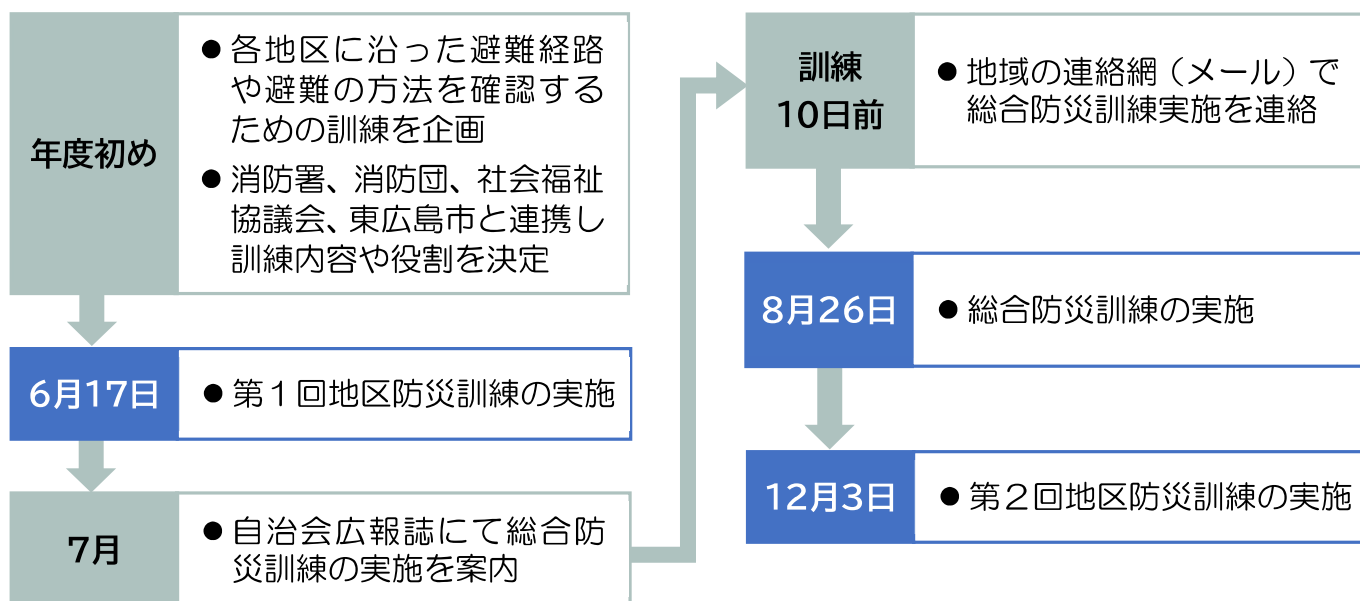 年度初め
● 各地区に沿った避難経路
や避難の方法を確認する
ための訓練を企画
● 消防署、消防団、社会福祉
協議会、東広島市と連携し
訓練内容や役割を決定
6月17日
● 第１回地区防災訓練の実施
7月
● 自治会広報誌にて総合防
災訓練の実施を案内
訓練
10日前
● 地域の連絡網（メール）で
総合防災訓練実施を連絡
8月26日
● 総合防災訓練の実施
12月3日
● 第２回地区防災訓練の実施